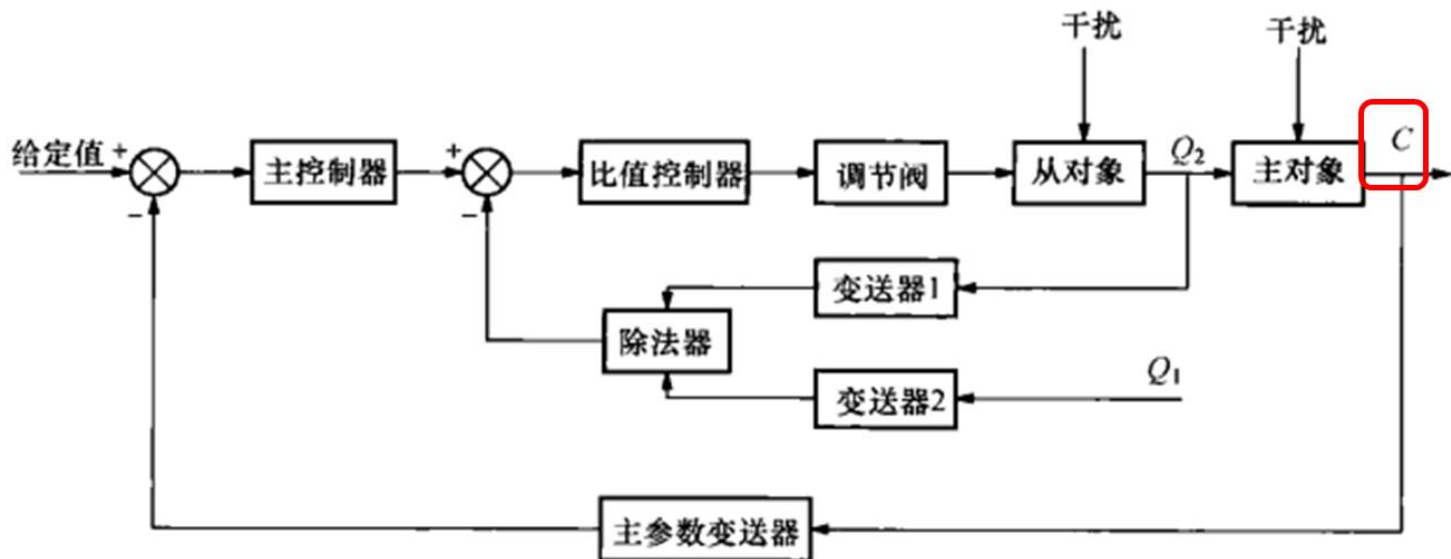 干扰
干扰
给定值
+
-
主控制器
+
-
比值控制器
调节阀
从对象
Q₂
主对象
C
变送器1
除法器
变送器2
Q₁
主参数变送器